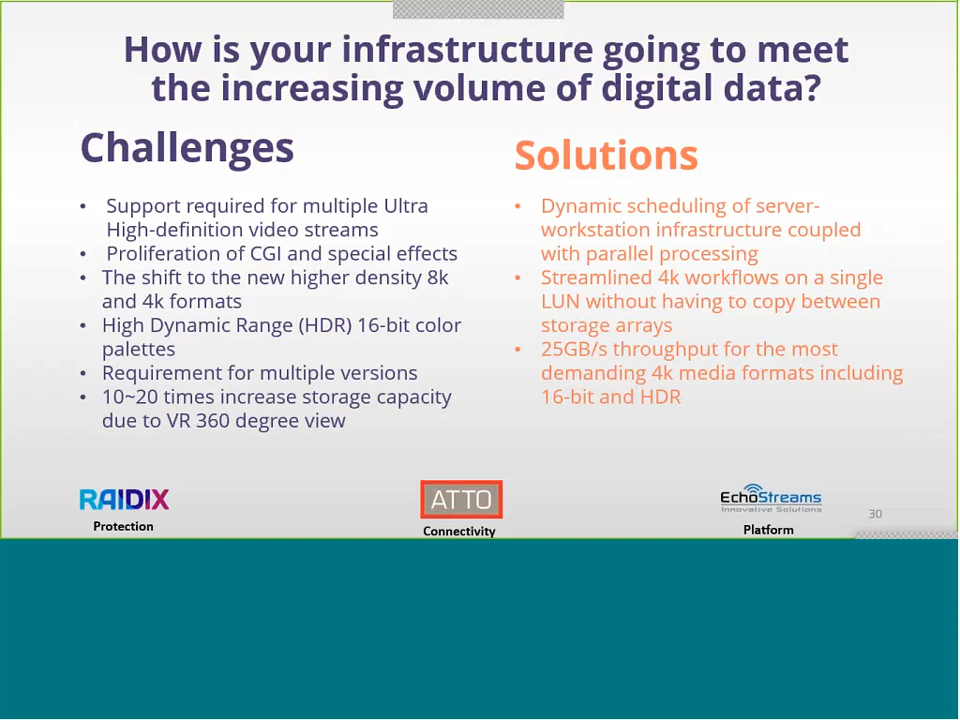 How is your infrastructure going to meet
the increasing volume of digital data?
Challenges
• Support required for multiple Ultra
High-definition video streams
• Proliferation of CGI and special effects
• The shift to the new higher density 8k
and 4k formats
• High Dynamic Range (HDR) 16-bit color
palettes
• Requirement for multiple versions
• 10~20 times increase storage capacity
due to VR 360 degree view
Solutions
• Dynamic scheduling of server-
workstation infrastructure coupled
with parallel processing
• Streamlined 4k workflows on a single
LUN without having to copy between
storage arrays
• 25GB/s throughput for the most
demanding 4k media formats including
16-bit and HDR
RAIDIX
Protection
ATTO
Connectivity
EchoStreams
Innovative Solutions
Platform
30